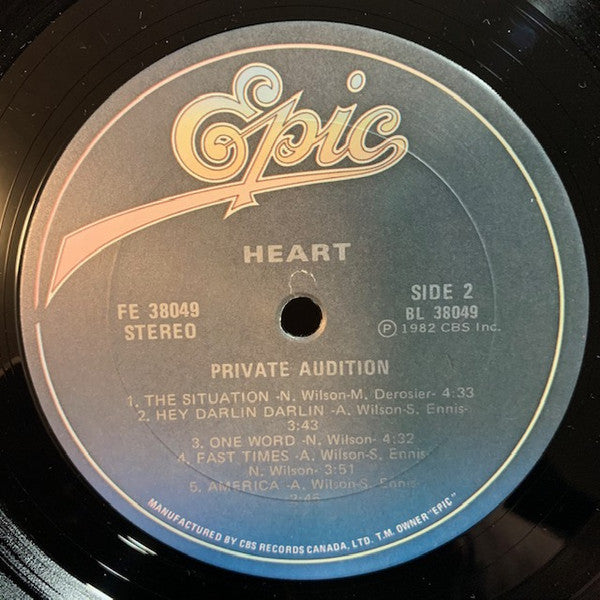 Epic
HEART
FE 38049
STEREO
SIDE 2
BL 38049
Ⓟ 1982 CBS Inc.
PRIVATE AUDITION
1. THE SITUATION -N. Wilson-M. Derosier- 4:33
2. HEY DARLIN DARLIN -A. Wilson-S. Ennis-
3:43
3. ONE WORD -N. Wilson- 4:32
4. FAST TIMES -A. Wilson-S. Ennis-
N. Wilson- 3:51
5. AMERICA -A. Wilson-S. Ennis-
MANUFACTURED BY CBS RECORDS CANADA, LTD. T.M. OWNER "EPIC"